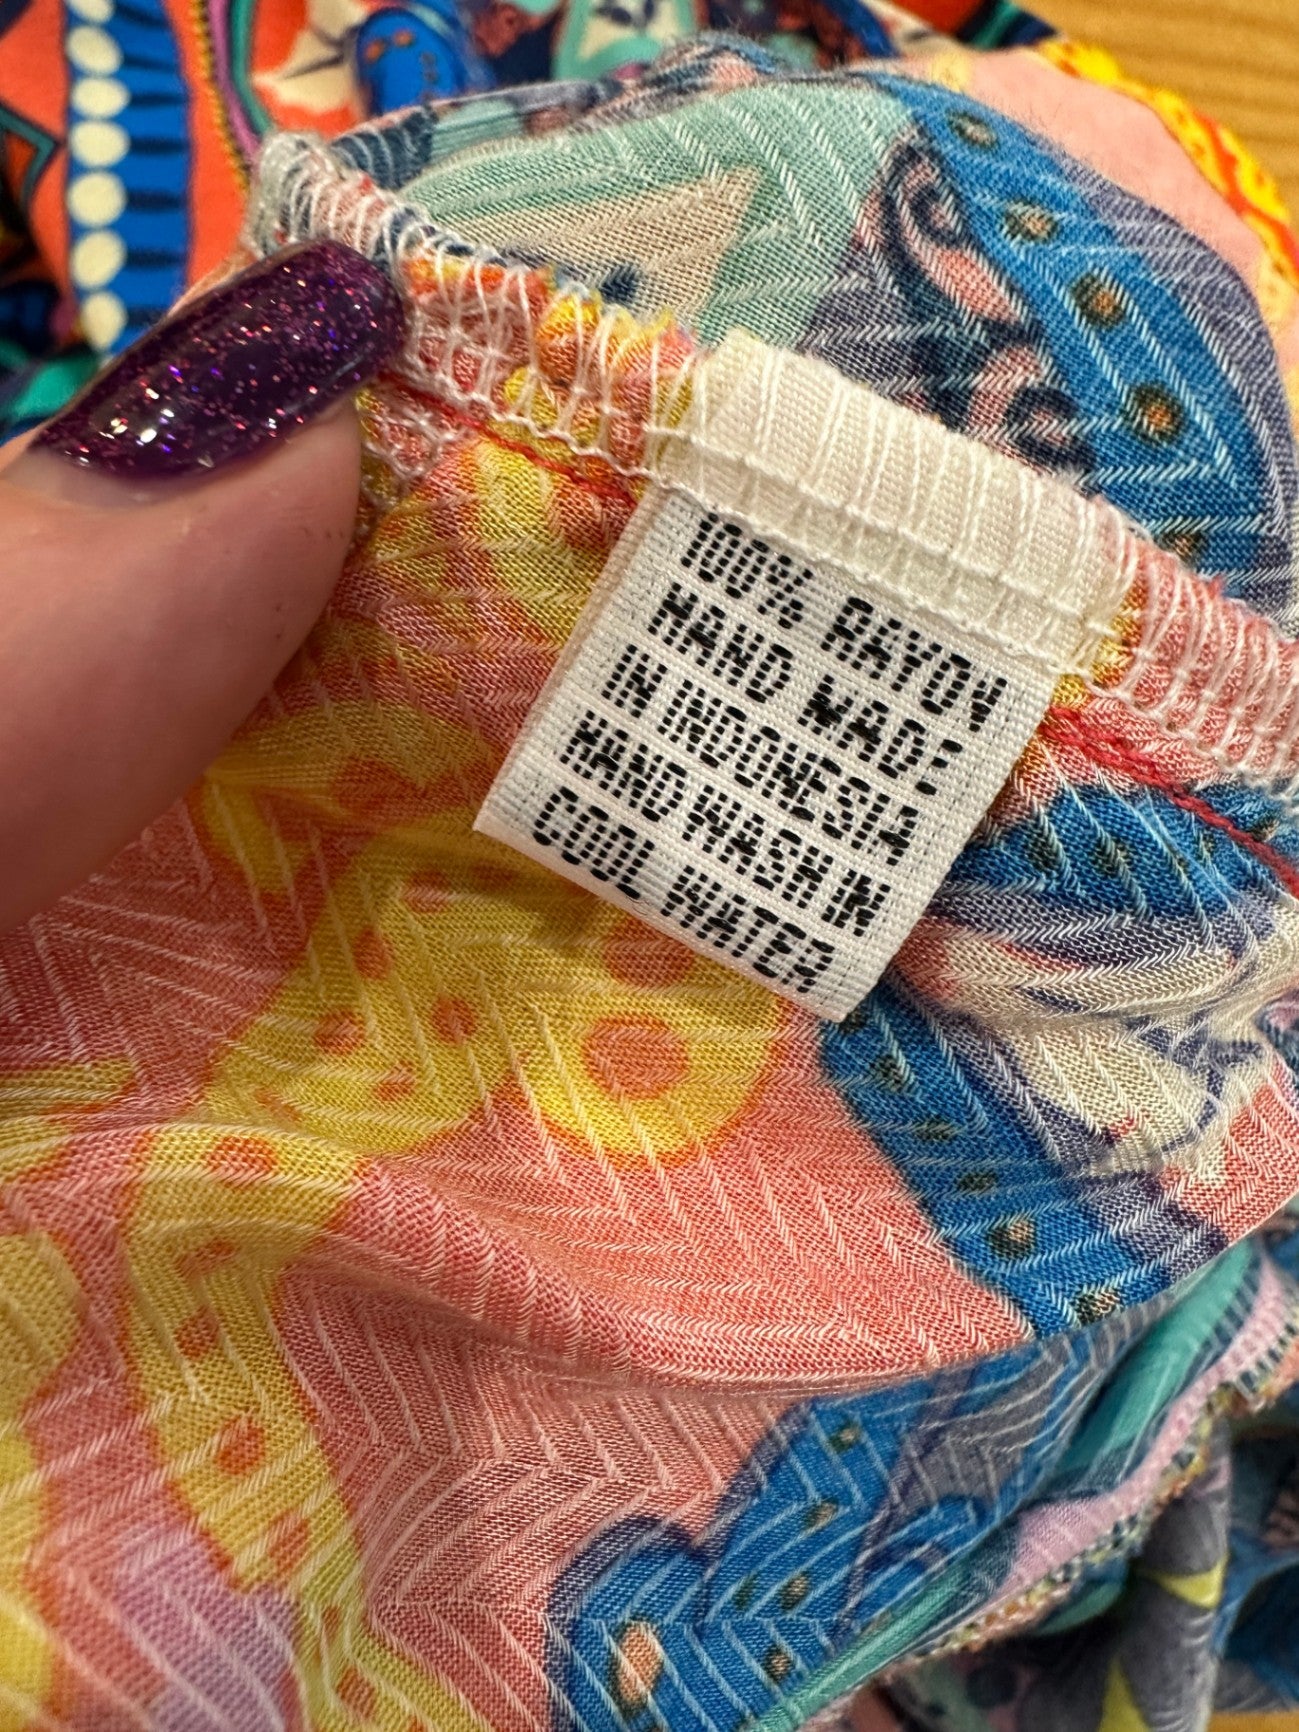 100% RAYON
HAND MADE
IN INDONESIA
HAND WASH IN
COOL WATER